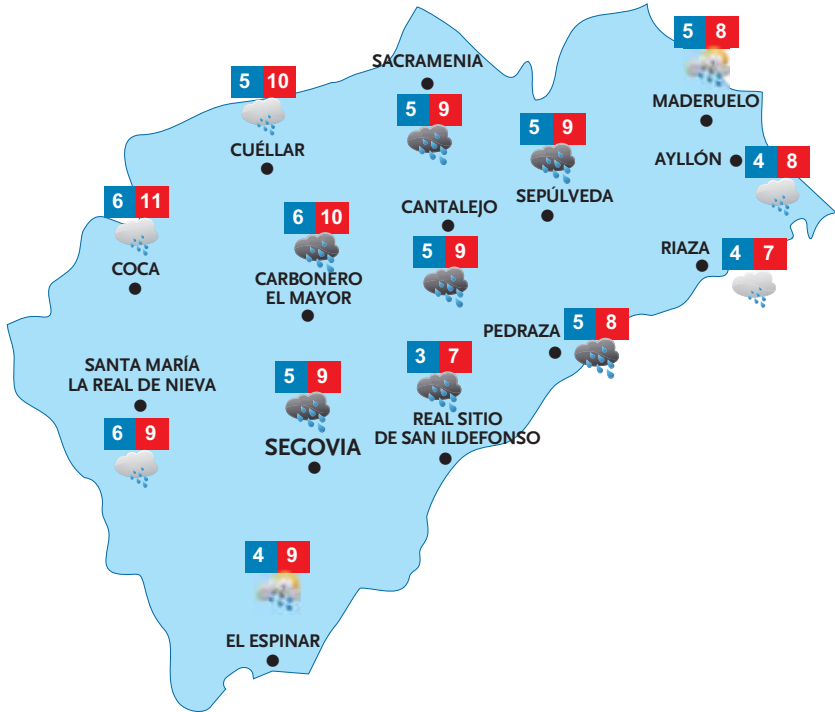 5 8
MADERUELO
SACRAMENIA
5 9
5 10
CUÉLLAR
5 9
SEPÚLVEDA
AYLLÓN
4 8
6 11
COCA
6 10
CARBONERO
EL MAYOR
CANTALEJO
5 9
RIAZA
4 7
PEDRAZA
5 8
SANTA MARÍA
LA REAL DE NIEVA
6 9
5 9
SEGOVIA
3 7
REAL SITIO
DE SAN ILDEFONSO
4 9
EL ESPINAR